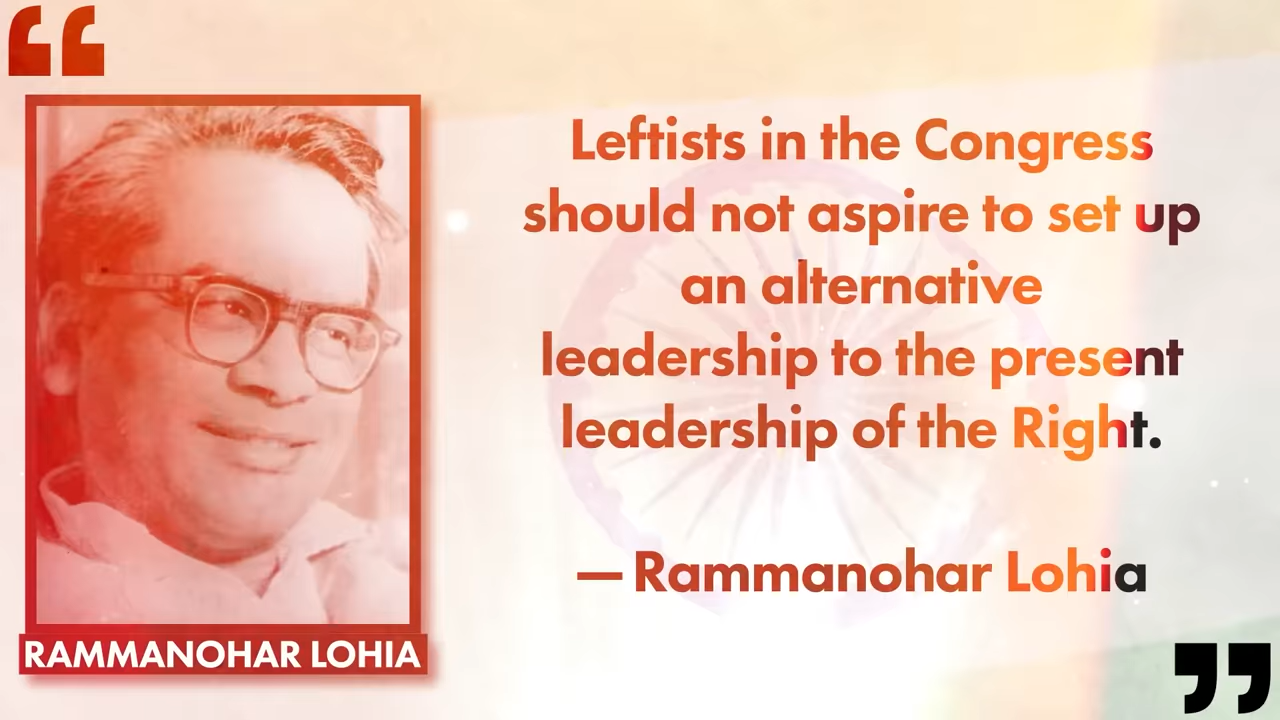 Leftists in the Congress
should not aspire to set up
an alternative
leadership to the present
leadership of the Right.
— Rammanohar Lohia
RAMMANOHAR LOHIA